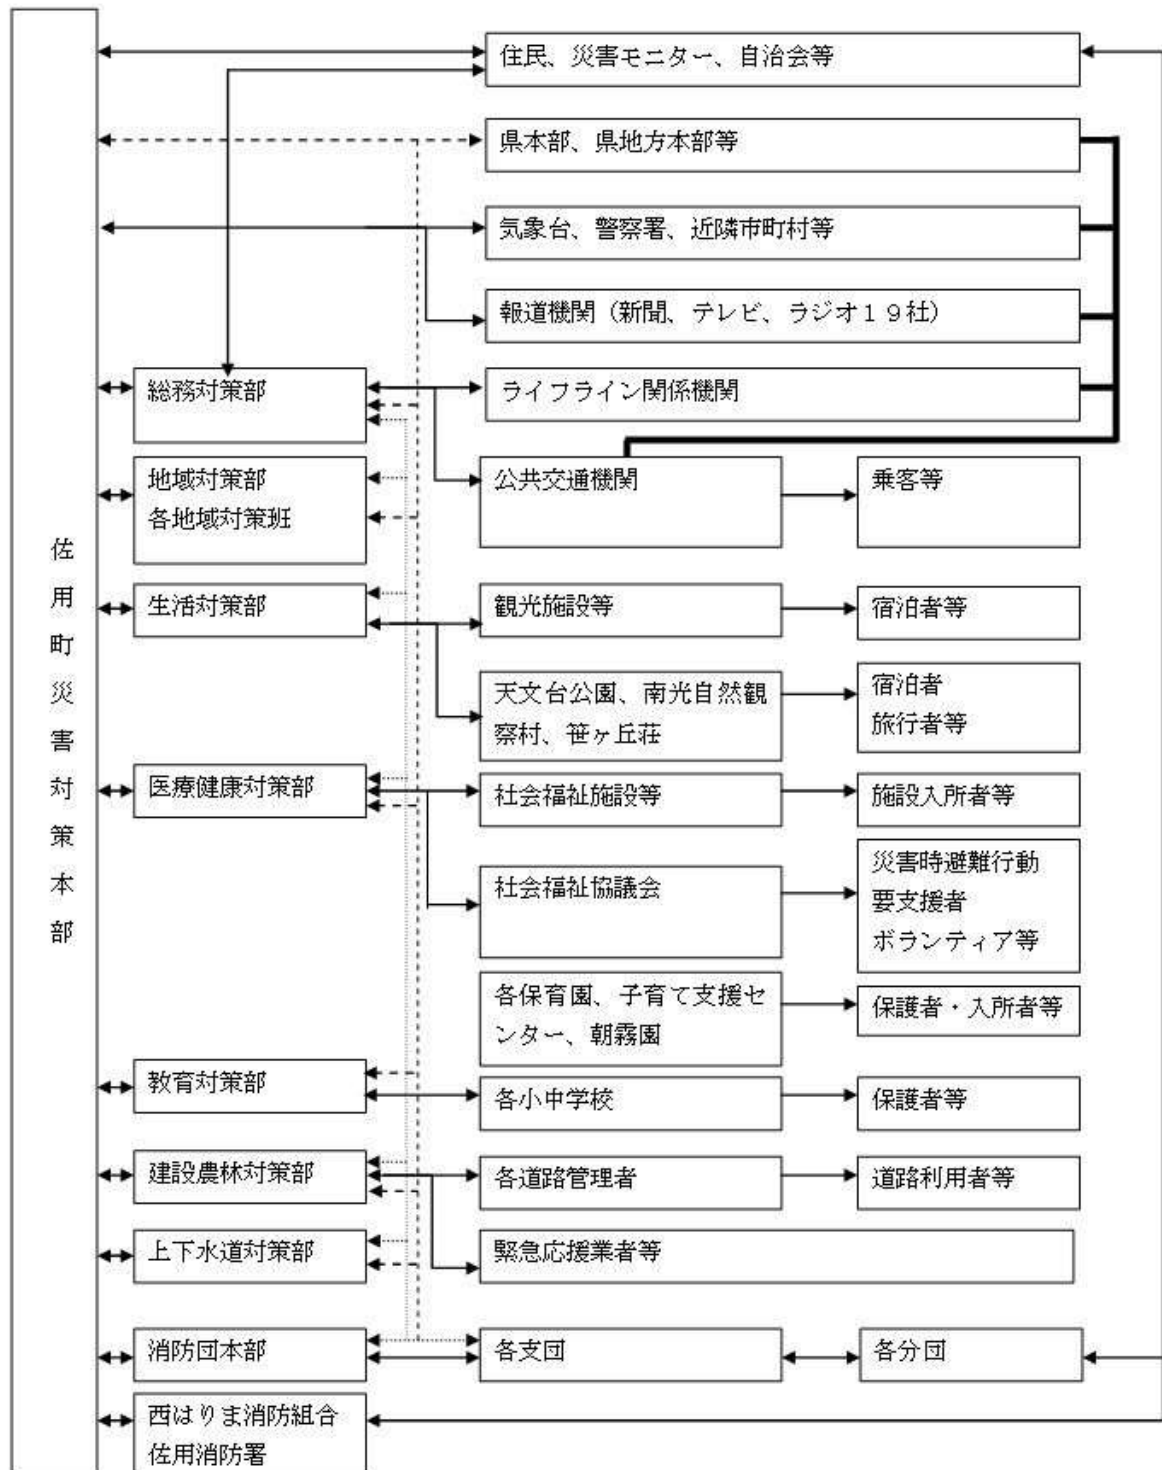 佐用町災害対策本部
住民、災害モニター、自治会等
県本部、県地方本部等
気象台、警察署、近隣市町村等
報道機関（新聞、テレビ、ラジオ１９社）
総務対策部
ライフライン関係機関
地域対策部
各地域対策班
公共交通機関
乗客等
生活対策部
観光施設等
宿泊者等
天文台公園、南光自然観
察村、笹ヶ丘荘
宿泊者
旅行者等
医療健康対策部
社会福祉施設等
施設入所者等
社会福祉協議会
災害時避難行動
要支援者
ボランティア等
各保育園、子育て支援セ
ンター、朝霧園
保護者・入所者等
教育対策部
各小中学校
保護者等
建設農林対策部
各道路管理者
道路利用者等
上下水道対策部
緊急応援業者等
消防団本部
各支団
各分団
西はりま消防組合
佐用消防署